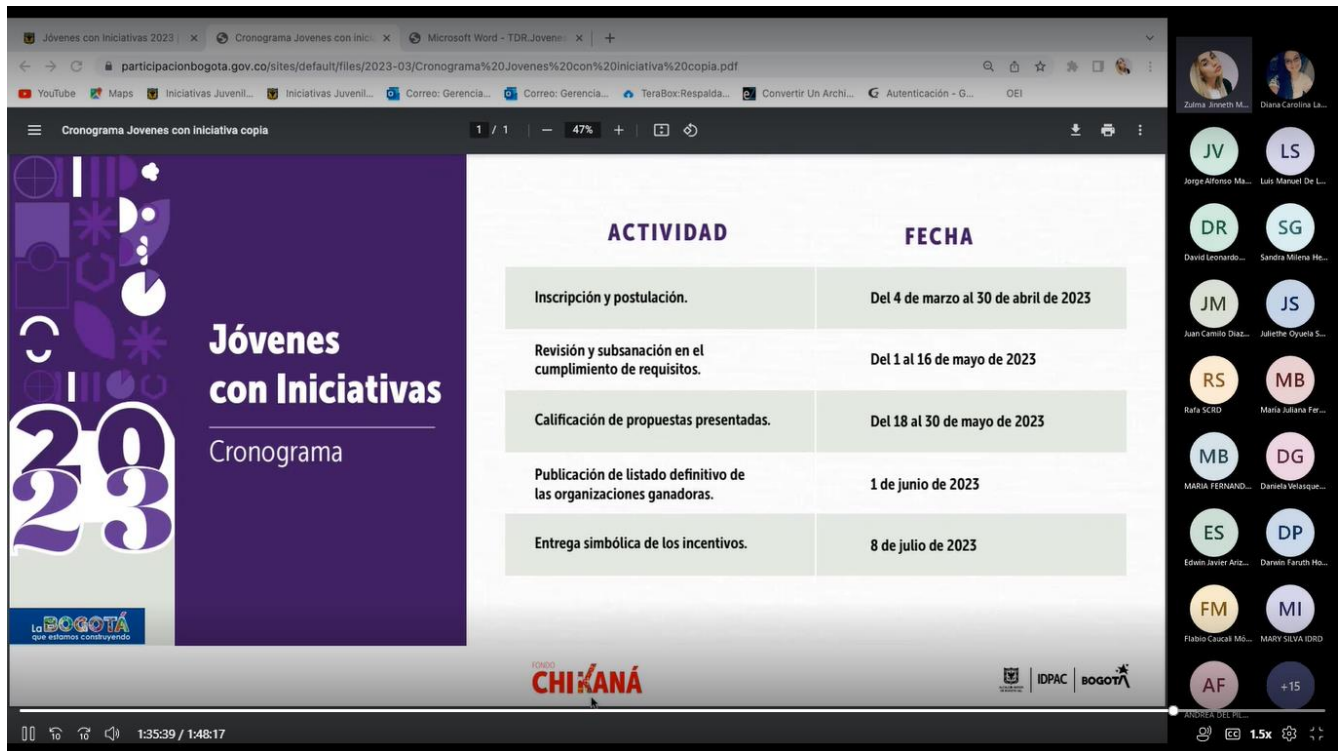 Jóvenes con Iniciativas 2023
Cronograma Jovenes con inic
Microsoft Word - TDR.Jovene
participacionbogota.gov.co/sites/default/files/2023-03/Cronograma%20Jovenes%20con%20iniciativa%20copia.pdf
YouTube Maps Iniciativas Juvenil... Iniciativas Juvenil... Correo: Gerencia... Correo: Gerencia... TeraBox:Respalda... Convertir Un Archi... Autenticación - G... OEI
Cronograma Jovenes con iniciativa copia
1 / 1
47%
Jóvenes
con Iniciativas
Cronograma
2023
La BOGOTÁ
que estamos construyendo
ACTIVIDAD FECHA
Inscripción y postulación. Del 4 de marzo al 30 de abril de 2023
Revisión y subsanación en el
cumplimiento de requisitos. Del 1 al 16 de mayo de 2023
Calificación de propuestas presentadas. Del 18 al 30 de mayo de 2023
Publicación de listado definitivo de
las organizaciones ganadoras. 1 de junio de 2023
Entrega simbólica de los incentivos. 8 de julio de 2023
FONDO
CHIKANÁ
IDPAC BOGOTÁ
Zulma Jinneth M... Diana Carolina La...
JV LS
Jorge Alfonso Ma... Luis Manuel De L...
DR SG
David Leonardo... Sandra Milena He...
JM JS
Juan Camilo Diaz... Juliethe Oyuela S...
RS MB
Rafa SCRD María Juliana Fer...
MB DG
MARIA FERNAND... Daniela Velasque...
ES DP
Edwin Javier Ariz... Darwin Faruth Ho...
FM MI
Flabio Caucali Mó... MARY SILVA IDRD
AF +15
ANDREA DEL PIL...
10 10 1:35:39 / 1:48:17
CC 1.5x